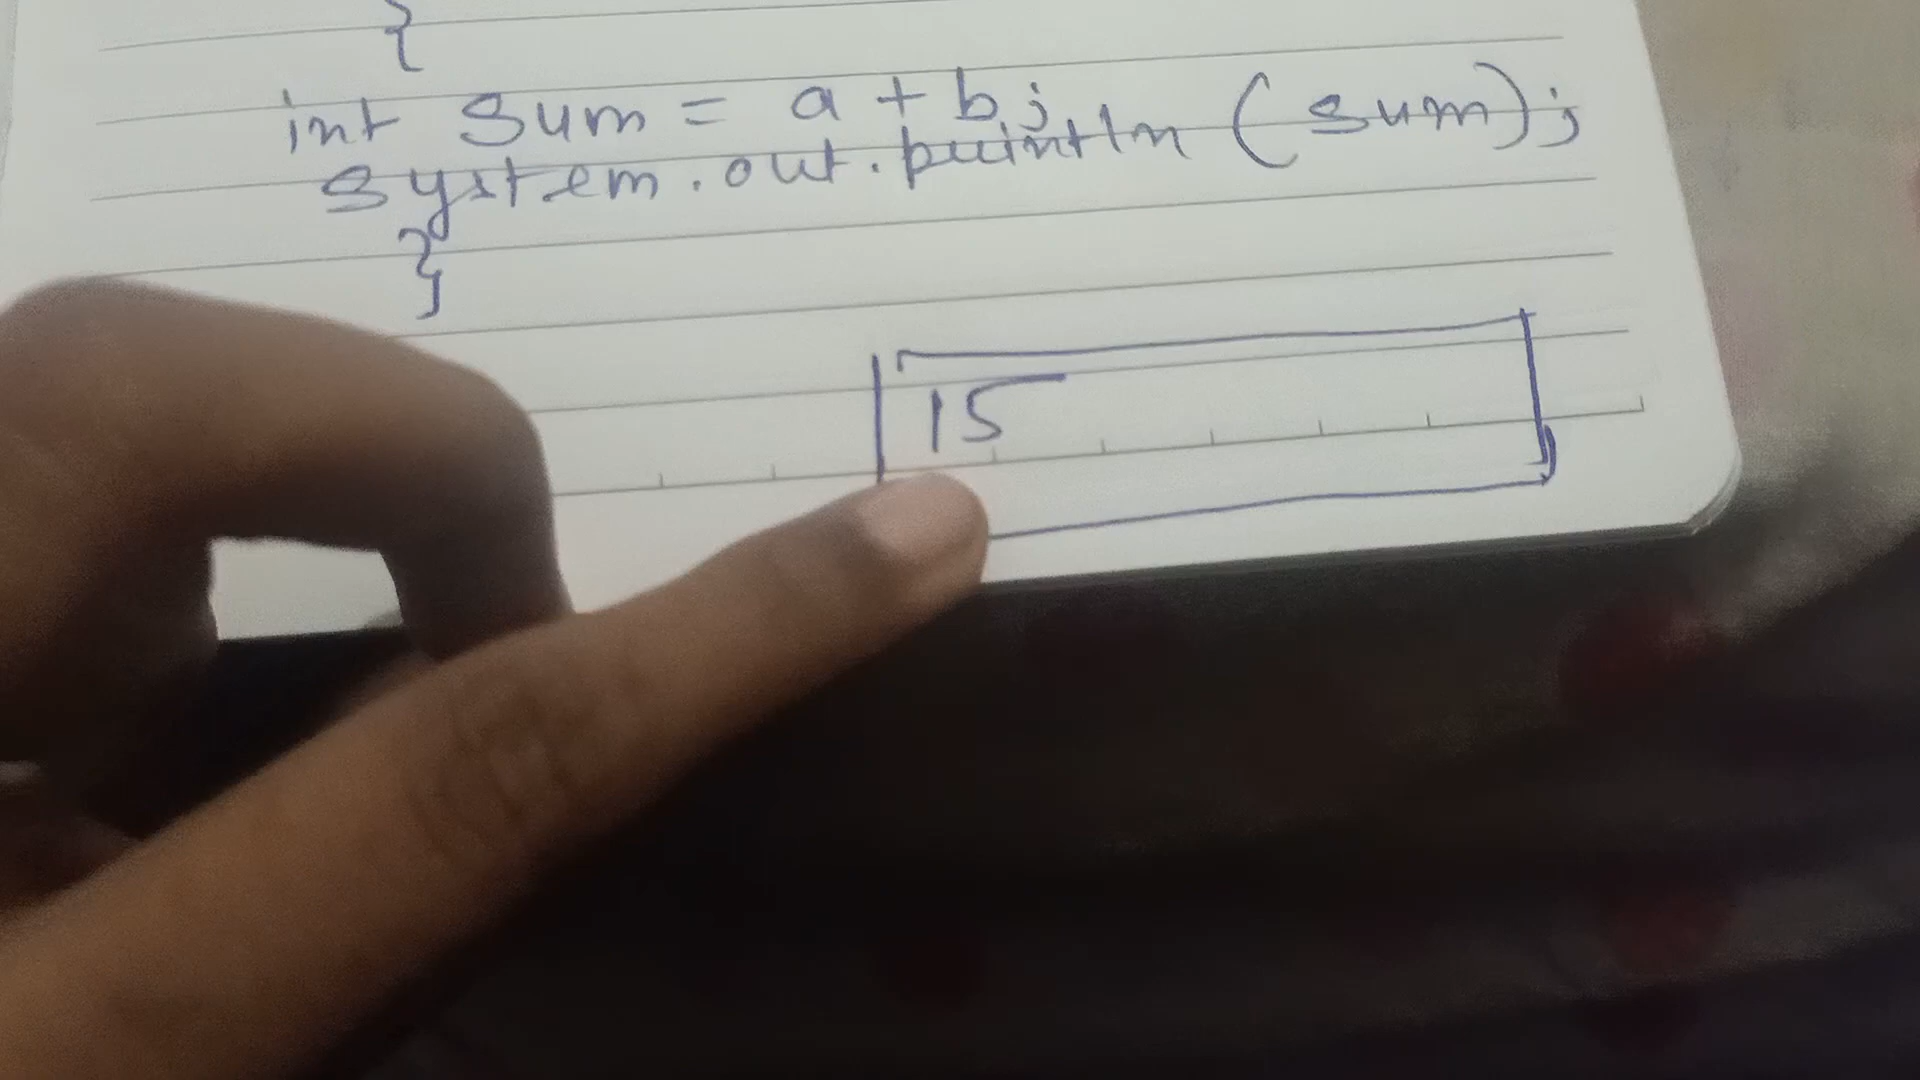 {
int sum = a + b;
system.out.println (sum);
}
15